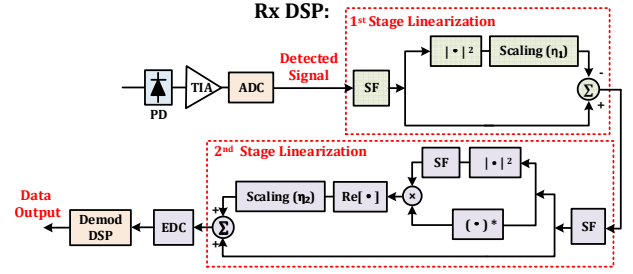 Rx DSP:
1st Stage Linearization
Detected Signal
| • |²
Scaling (η1)
-
PD
TIA
ADC
SF
Σ
+
2nd Stage Linearization
SF
| • |²
Data Output
Scaling (η2)
Re[ • ]
×
+
Demod DSP
EDC
Σ
( • ) *
SF
+